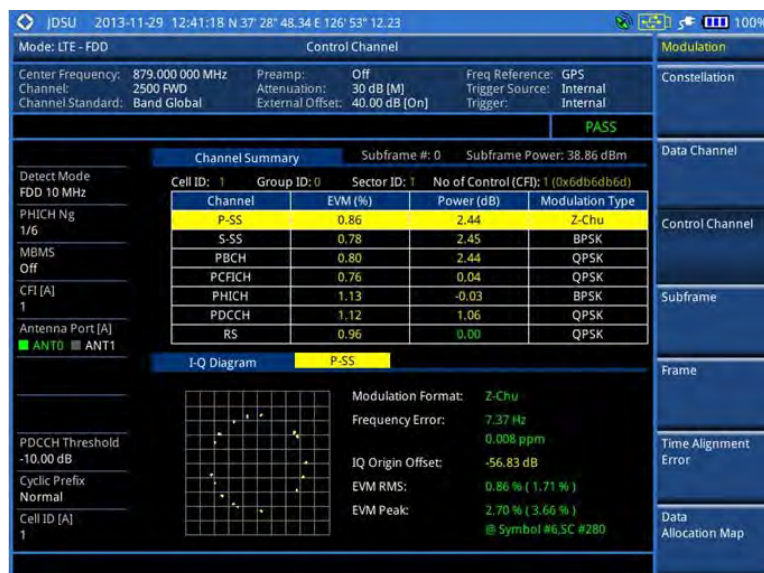 JDSU 2013-11-29 12:41:18 N 37' 28" 48.34 E 126' 53" 12.23 100%
Mode: LTE - FDD Control Channel Modulation
Center Frequency: 879.000 000 MHz Preamp: Off Freq Reference: GPS
Channel: 2500 FWD Attenuation: 30 dB [M] Trigger Source: Internal
Channel Standard: Band Global External Offset: 40.00 dB [On] Trigger: Internal
Constellation
PASS
Channel Summary Subframe #: 0 Subframe Power: 38.86 dBm
Data Channel
Detect Mode
FDD 10 MHz
Cell ID: 1 Group ID: 0 Sector ID: 1 No of Control (CFI): 1 (0x6db6db6d)
Channel EVM (%) Power (dB) Modulation Type
P-SS 0.86 2.44 Z-Chu
S-SS 0.78 2.45 BPSK
PBCH 0.80 2.44 QPSK
PCFICH 0.76 0.04 QPSK
PHICH 1.13 -0.03 BPSK
PDCCH 1.12 1.06 QPSK
RS 0.96 0.00 QPSK
PHICH Ng
1/6
Control Channel
MBMS
Off
CFI [A]
1
Subframe
Antenna Port [A]
ANT0 ANT1
I-Q Diagram P-SS
Frame
Modulation Format: Z-Chu
Frequency Error: 7.37 Hz
0.008 ppm
IQ Origin Offset: -56.83 dB
EVM RMS: 0.86 % ( 1.71 % )
EVM Peak: 2.70 % ( 3.66 % )
@ Symbol #6,SC #280
PDCCH Threshold
-10.00 dB
Time Alignment
Error
Cyclic Prefix
Normal
Cell ID [A]
1
Data
Allocation Map